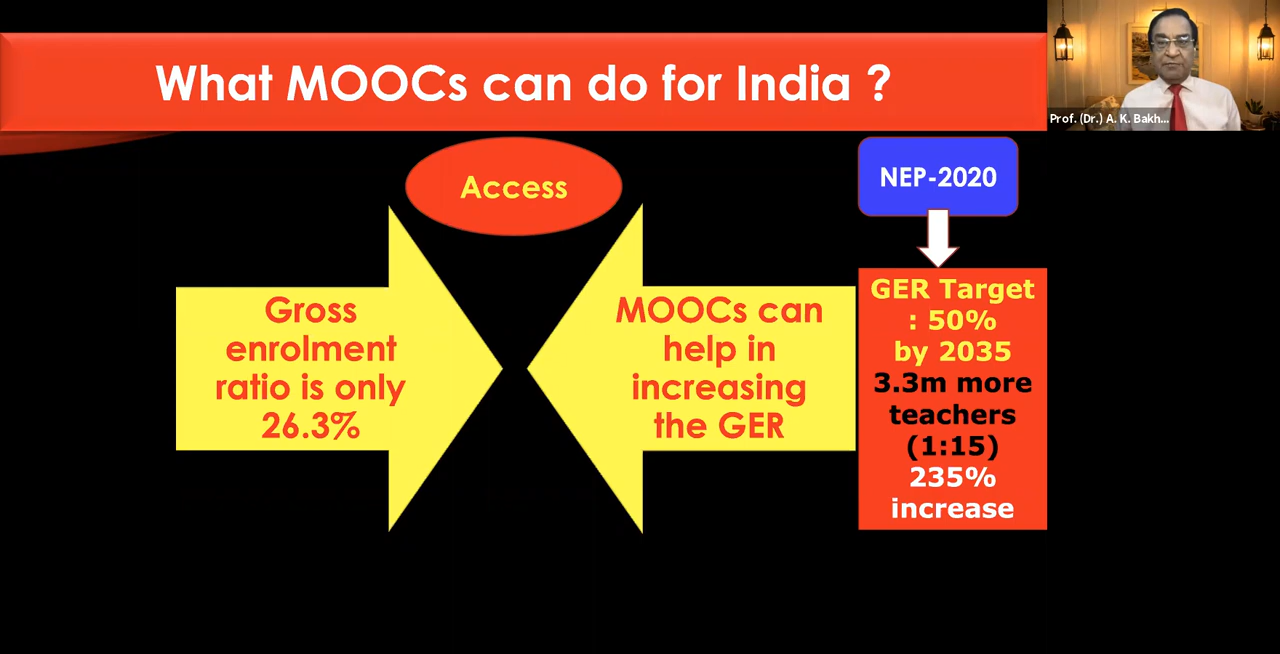 What MOOCs can do for India ?
Prof. (Dr.) A. K. Bakh...
Access
NEP-2020
Gross
enrolment
ratio is only
26.3%
MOOCs can
help in
increasing
the GER
GER Target
: 50%
by 2035
3.3m more
teachers
(1:15)
235%
increase